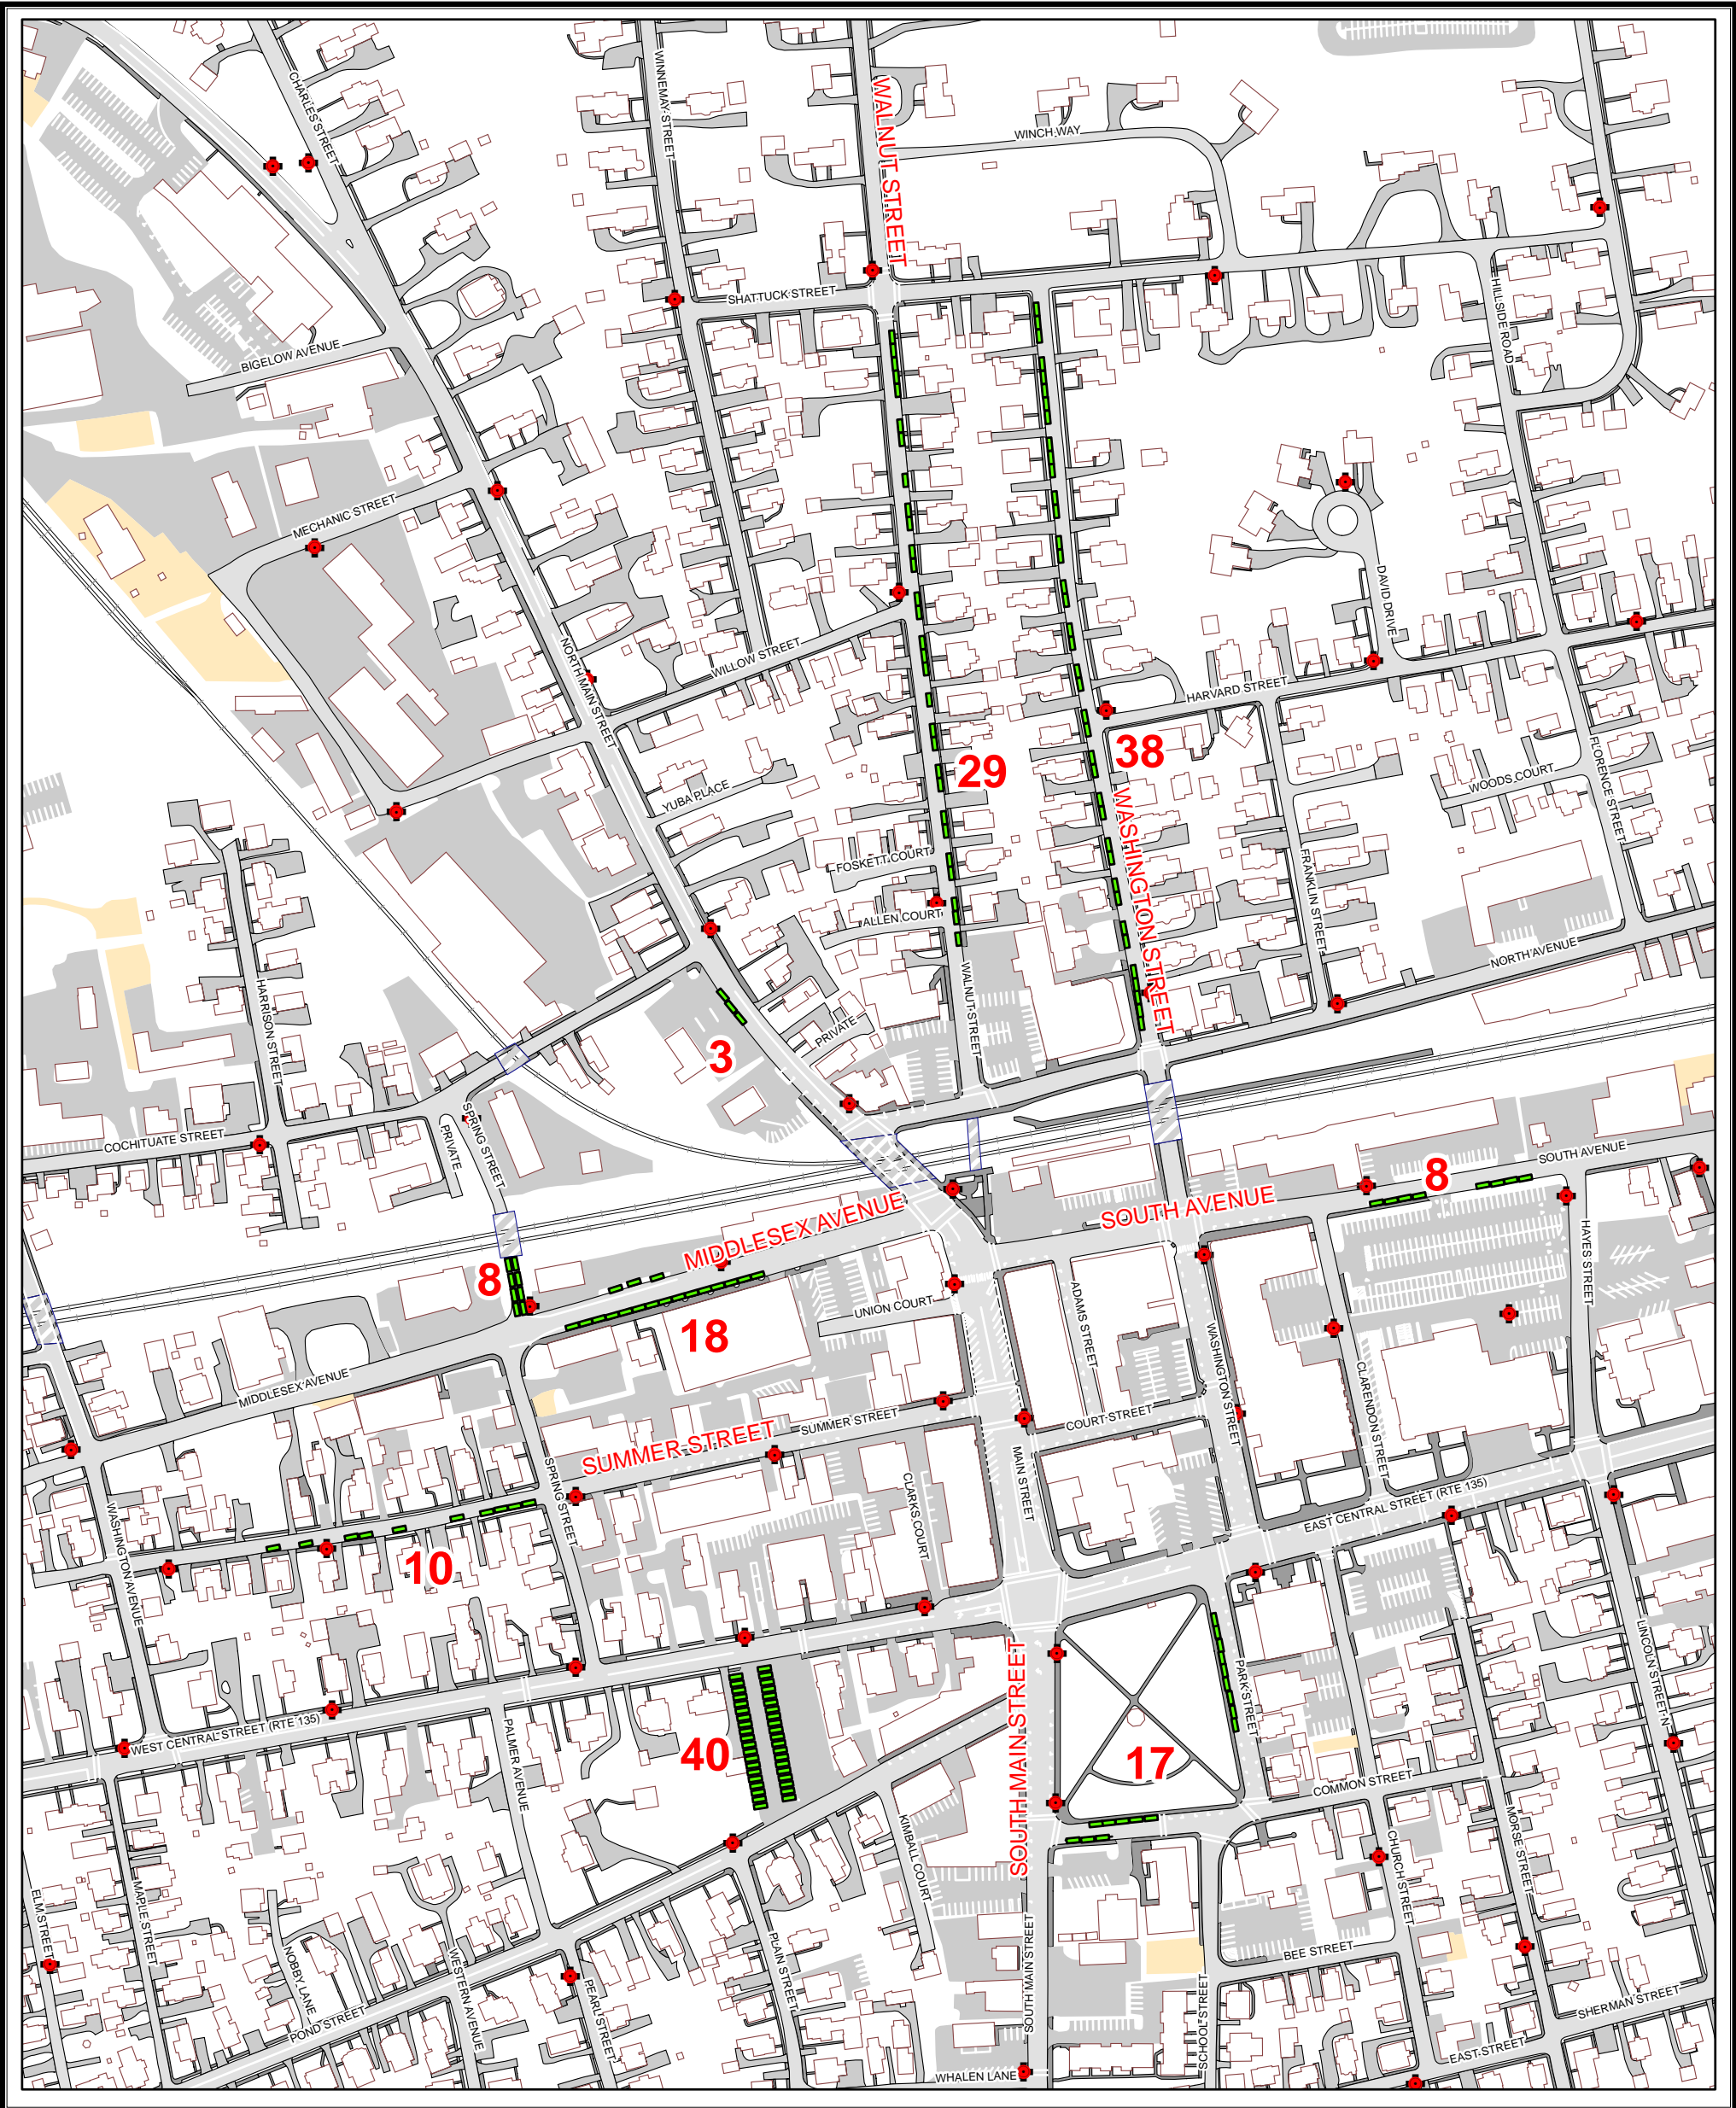 CHARLES STREET
WINNEMAY STREET
WALNUT STREET
WINCH WAY
SHATTUCK STREET
HILLSIDE ROAD
BIGELOW AVENUE
MECHANIC STREET
DAVID DRIVE
NORTH MAIN STREET
WILLOW STREET
HARVARD STREET
38
29
WASHINGTON STREET
FLORENCE STREET
WOODS COURT
YUBA PLACE
FOSKETT COURT
FRANKLIN STREET
ALLEN COURT
NORTH AVENUE
WALNUT STREET
HARRISON STREET
PRIVATE
3
SPRING STREET
COCHITUATE STREET
PRIVATE
SOUTH AVENUE
8
SOUTH AVENUE
MIDDLESEX AVENUE
HAYES STREET
8
UNION COURT
ADAMS STREET
18
WASHINGTON STREET
MIDDLESEX AVENUE
CLARENDON STREET
SUMMER STREET
SUMMER STREET
COURT STREET
MAIN STREET
SPRING STREET
CLARKS COURT
EAST CENTRAL STREET (RTE 135)
WASHINGTON AVENUE
10
LINCOLN STREET N
PARK STREET
SOUTH MAIN STREET
WEST CENTRAL STREET (RTE 135)
PALMER AVENUE
40
17
COMMON STREET
KIMBALL COURT
MORSE STREET
CHURCH STREET
ELM STREET
MAPLE STREET
NOBBY LANE
WESTERN AVENUE
PLAIN STREET
SOUTH MAIN STREET
BEE STREET
PEARL STREET
POND STREET
SCHOOL STREET
SHERMAN STREET
EAST STREET
WHALEN LANE